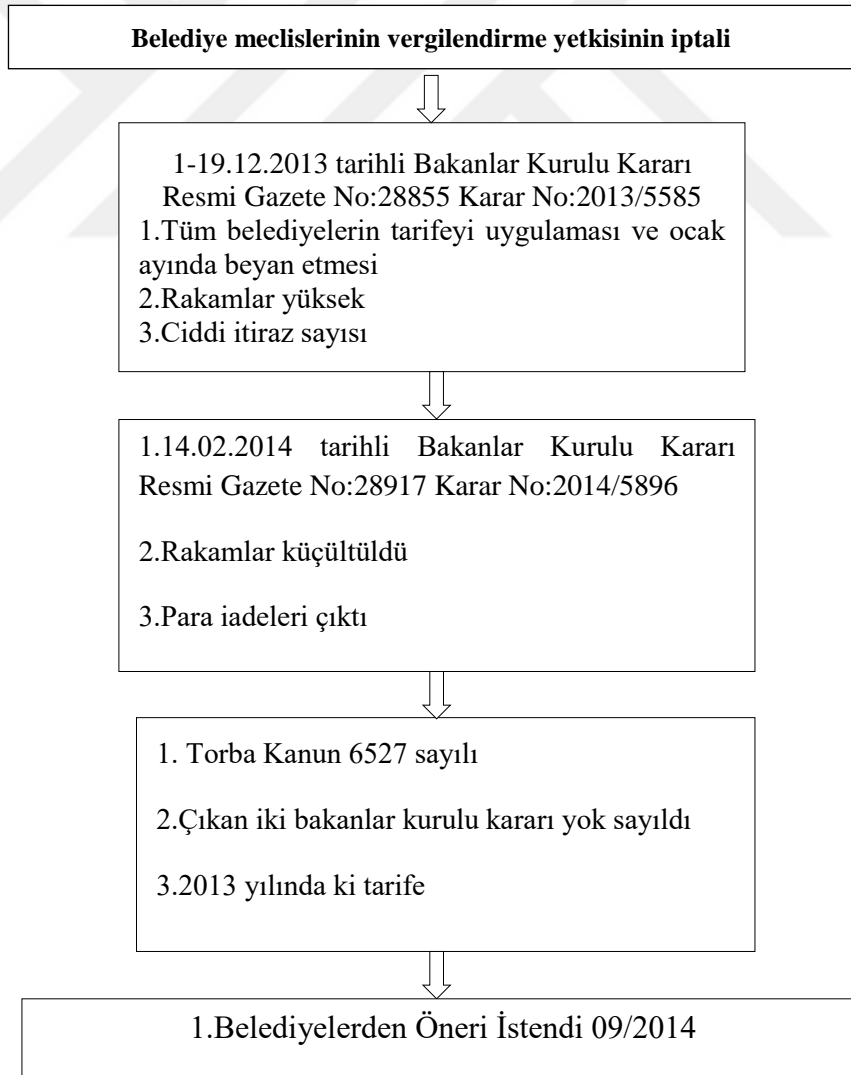 Belediye meclislerinin vergilendirme yetkisinin iptali
1-19.12.2013 tarihli Bakanlar Kurulu Kararı
Resmi Gazete No:28855 Karar No:2013/5585
1.Tüm belediyelerin tarifeyi uygulaması ve ocak
ayında beyan etmesi
2.Rakamlar yüksek
3.Ciddi itiraz sayısı
1.14.02.2014 tarihli Bakanlar Kurulu Kararı
Resmi Gazete No:28917 Karar No:2014/5896
2.Rakamlar küçültüldü
3.Para iadeleri çıktı
1. Torba Kanun 6527 sayılı
2.Çıkan iki bakanlar kurulu kararı yok sayıldı
3.2013 yılında ki tarife
1.Belediyelerden Öneri İstendi 09/2014